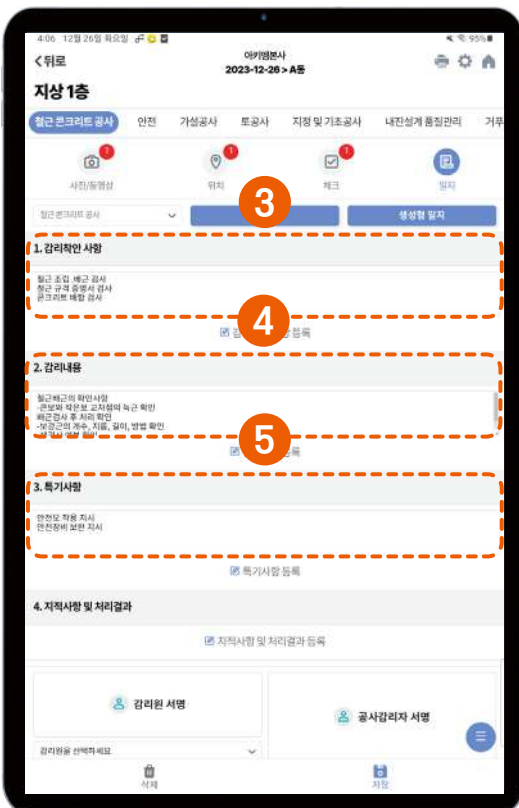 4:06 12월 26일 화요일
95%
뒤로
아키엠본사
2023-12-26 > A동
지상 1층
철근 콘크리트 공사 안전 가설공사 토공사 지정 및 기초공사 내진설계 품질관리 거푸
1 1 1
사진/동영상 위치 체크 일지
철근 콘크리트 공사
생성형 일지
3
1. 감리착안 사항
철근 조립, 배근 검사
철근 규격 증명서 검사
콘크리트 배합 검사
4
등록
2. 감리내용
철근배근의 확인사항
-큰보와 작은보 교차점의 늑근 확인
배근검사 후 처리 확인
-보강근의 개수, 지름, 길이, 방법 확인
5
3. 특기사항
안전모 착용 지시
안전장비 보완 지시
특기사항 등록
4. 지적사항 및 처리결과
지적사항 및 처리결과 등록
감리원 서명
공사감리자 서명
감리원을 선택하세요
삭제 저장